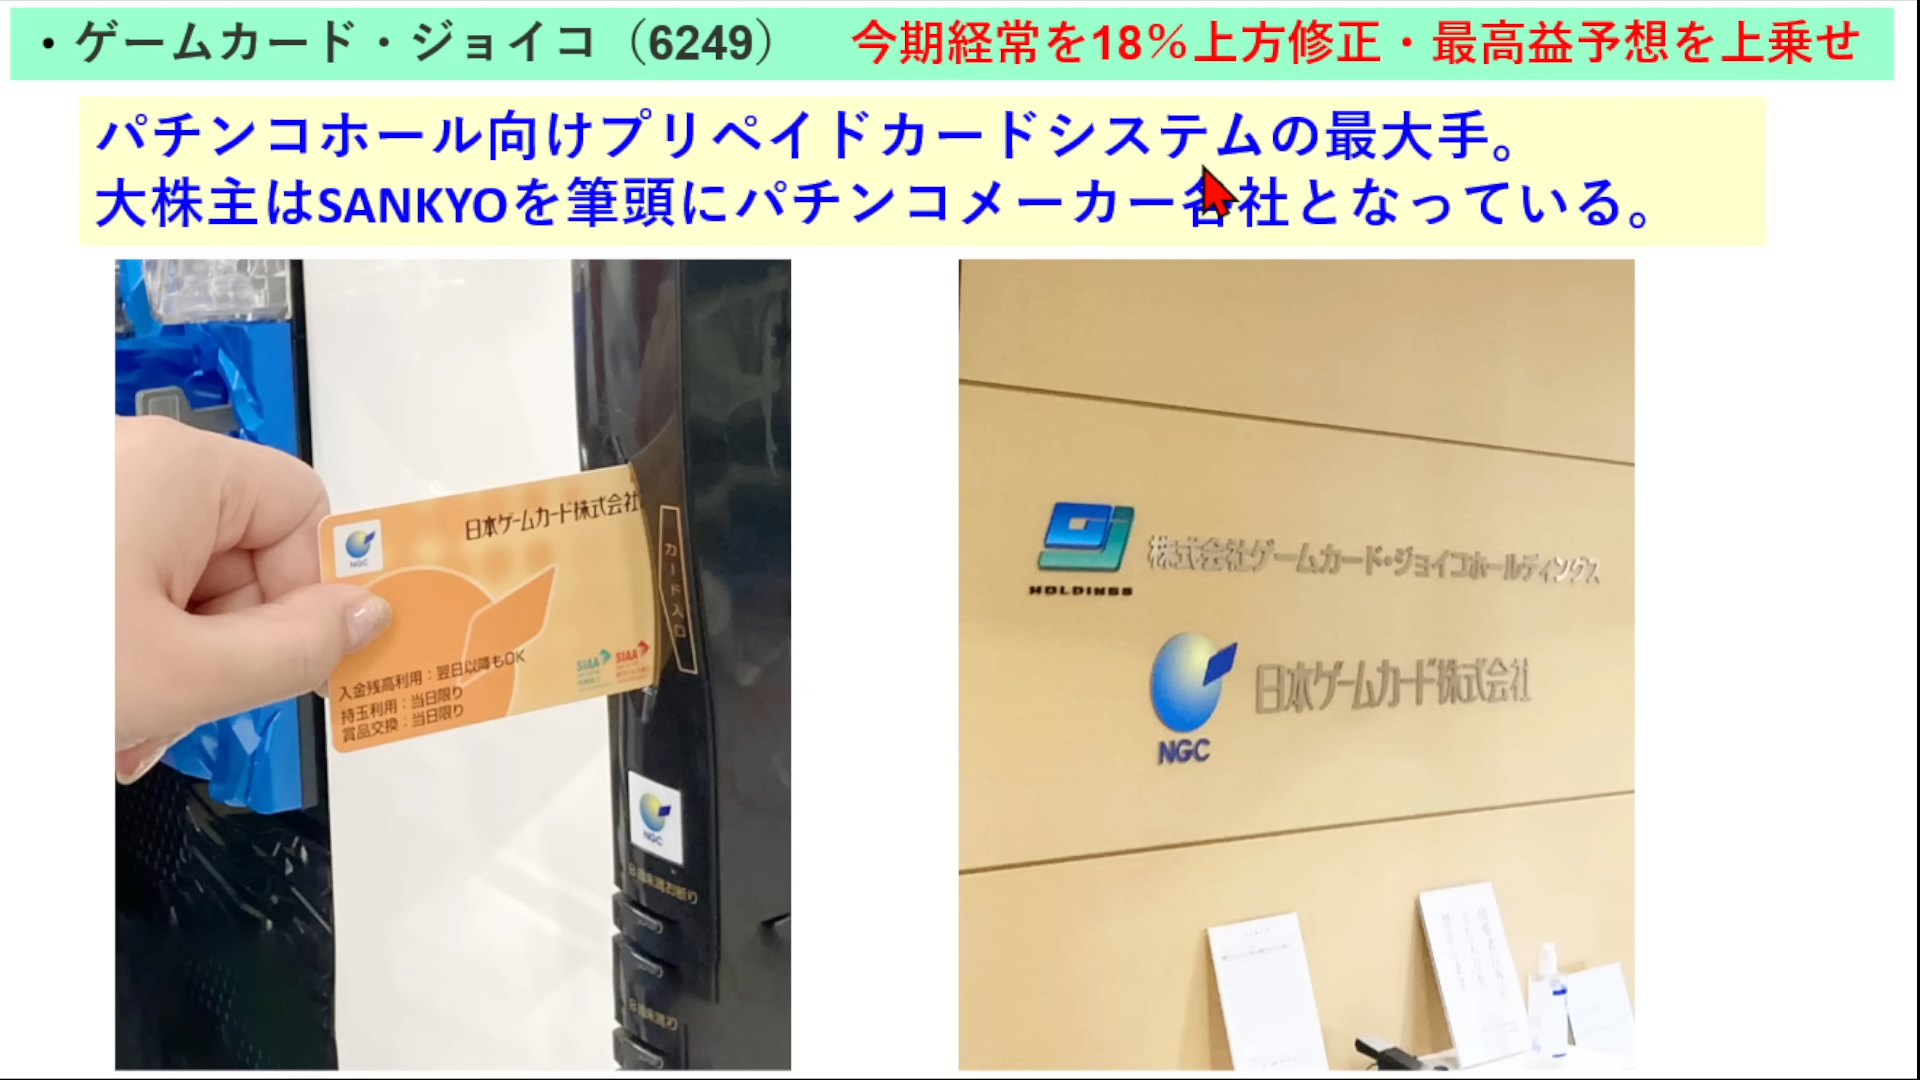 ・ゲームカード・ジョイコ（6249）　今期経常を18％上方修正・最高益予想を上乗せ
パチンコホール向けプリペイドカードシステムの最大手。
大株主はSANKYOを筆頭にパチンコメーカー各社となっている。
日本ゲームカード株式会社
NGC
カード入口
SIAA SIAA
入金残高利用：翌日以降もOK
持玉利用：当日限り
賞品交換：当日限り
NGC
HOLDINGS
株式会社ゲームカード・ジョイコホールディングス
日本ゲームカード株式会社
NGC